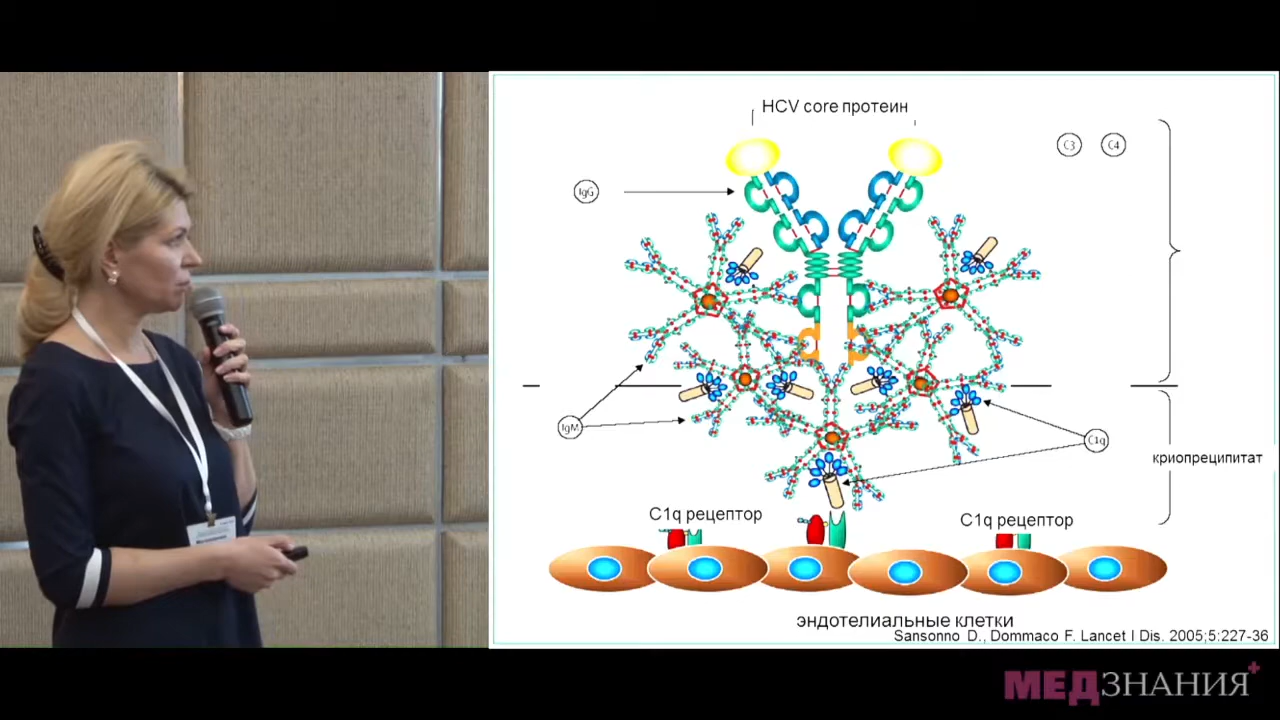 HCV core протеин
C3
C4
IgG
IgM
C1q
криопреципитат
C1q рецептор
C1q рецептор
эндотелиальные клетки
Sansonno D., Dommaco F. Lancet I Dis. 2005;5:227-36
МЕДЗНАНИЯ+